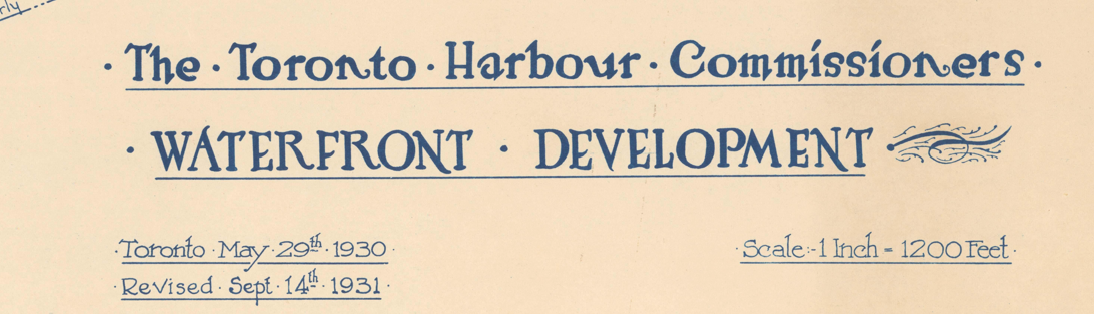 · The · Toronto · Harbour · Commissioners ·
· WATERFRONT · DEVELOPMENT
· Toronto · May · 29th · 1930 ·
· Scale · 1 Inch = 1200 Feet ·
· Revised · Sept · 14th · 1931 ·